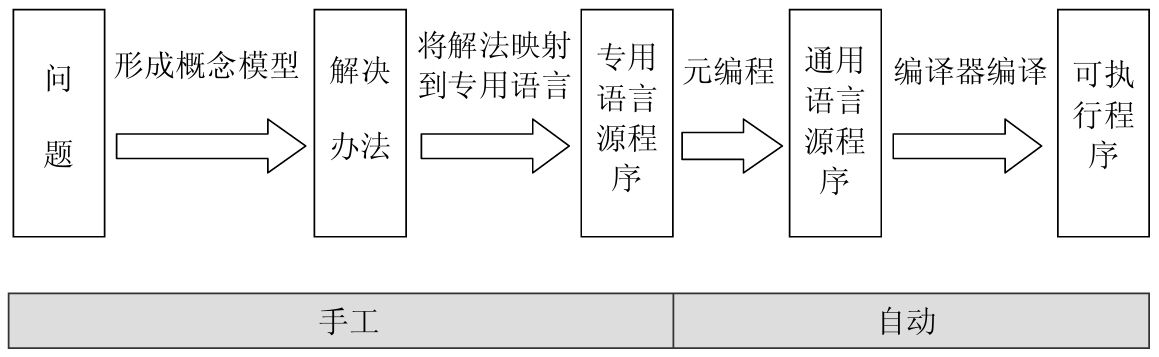 问
题
形成概念模型
解决
办法
将解法映射
到专用语言
专用
语言
源程
序
元编程
通用
语言
源程
序
编译器编译
可执
行程
序
手工
自动